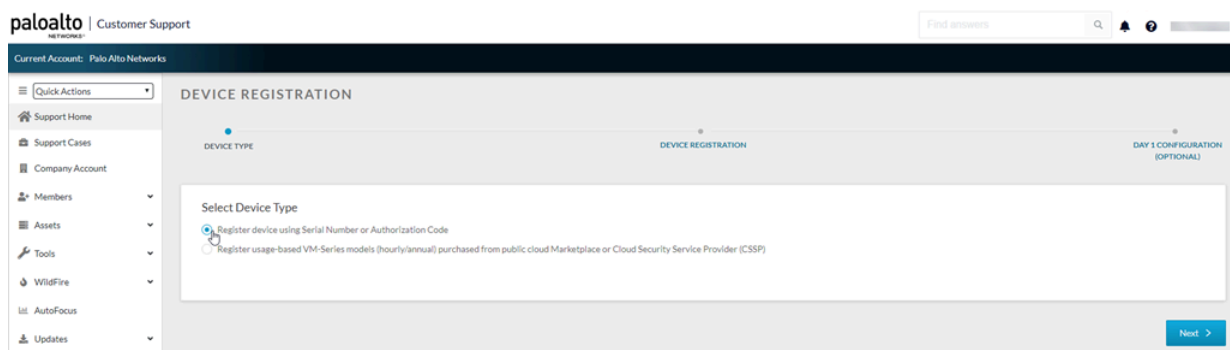 paloalto | Customer Support
NETWORKS®
Find answers
Current Account: Palo Alto Networks
Quick Actions
Support Home
Support Cases
Company Account
Members
Assets
Tools
WildFire
AutoFocus
Updates
DEVICE REGISTRATION
DEVICE TYPE
DEVICE REGISTRATION
DAY 1 CONFIGURATION
(OPTIONAL)
Select Device Type
Register device using Serial Number or Authorization Code
Register usage-based VM-Series models (hourly/annual) purchased from public cloud Marketplace or Cloud Security Service Provider (CSSP)
Next >